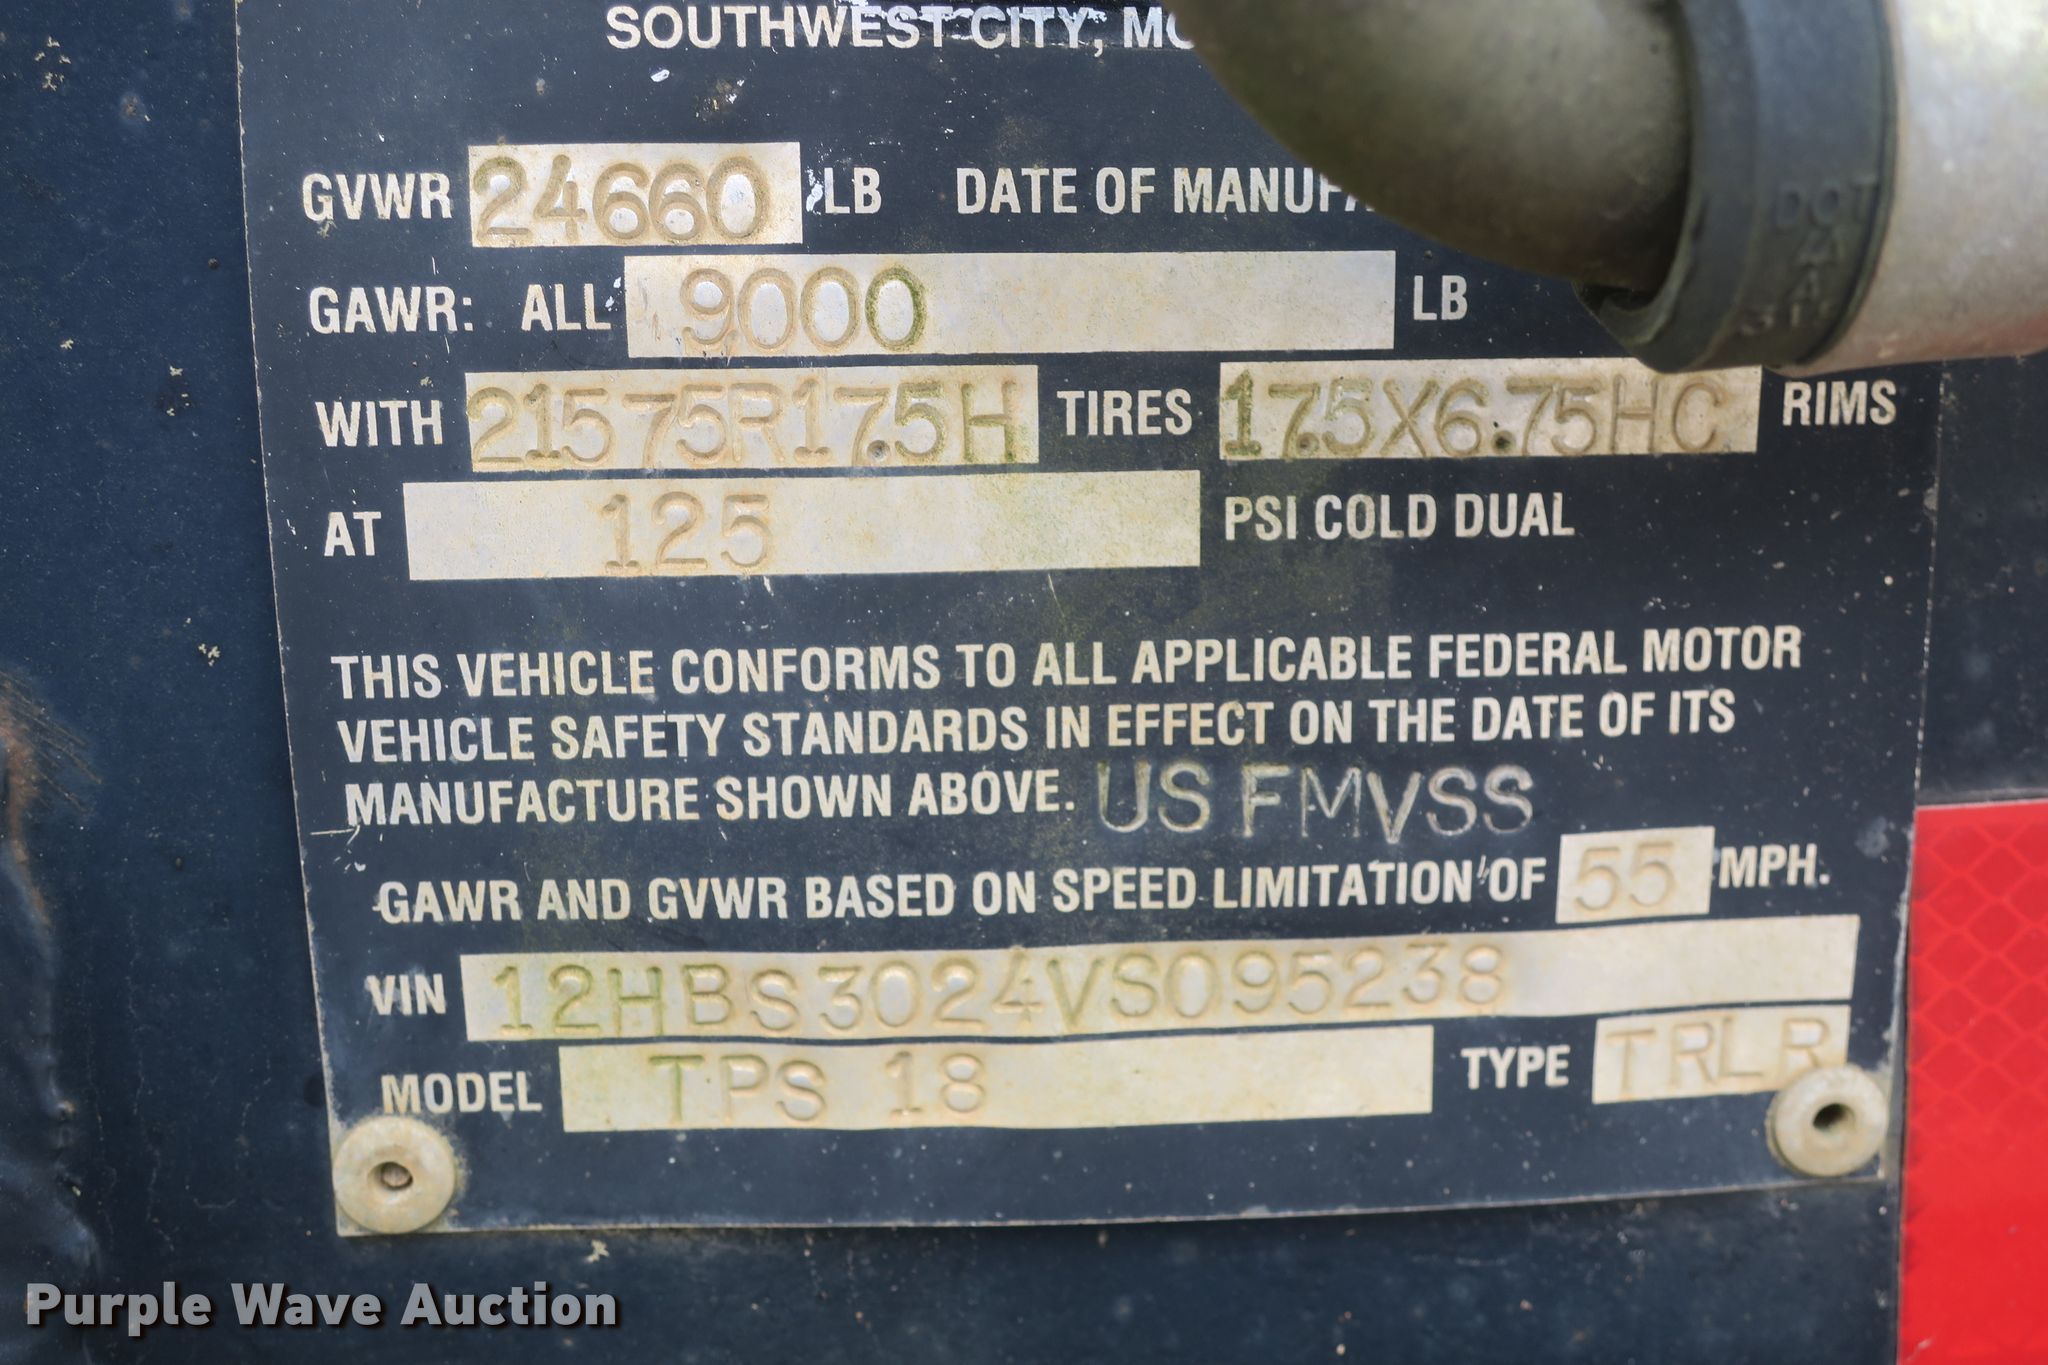 SOUTHWEST CITY, MO
GVWR 24660 LB DATE OF MANUFA
GAWR: ALL 9000 LB
WITH 21575R17.5H TIRES 17.5X6.75HC RIMS
AT 125 PSI COLD DUAL
THIS VEHICLE CONFORMS TO ALL APPLICABLE FEDERAL MOTOR
VEHICLE SAFETY STANDARDS IN EFFECT ON THE DATE OF ITS
MANUFACTURE SHOWN ABOVE. US FMVSS
GAWR AND GVWR BASED ON SPEED LIMITATION OF 55 MPH.
VIN 12HBS3024VS095238
MODEL TPS 18 TYPE TRLR
Purple Wave Auction